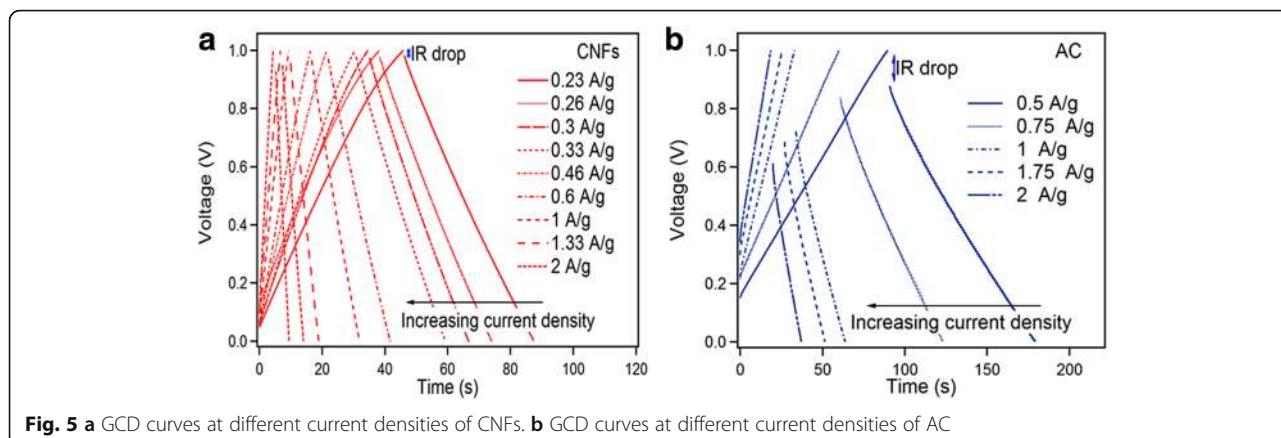 a
CNFs
IR drop
0.23 A/g
0.26 A/g
0.3 A/g
0.33 A/g
0.46 A/g
0.6 A/g
1 A/g
1.33 A/g
2 A/g
Increasing current density
Voltage (V)
1.0
0.8
0.6
0.4
0.2
0.0
0 20 40 60 80 100 120
Time (s)
b
AC
IR drop
0.5 A/g
0.75 A/g
1 A/g
1.75 A/g
2 A/g
Increasing current density
Voltage (V)
1.0
0.8
0.6
0.4
0.2
0.0
0 50 100 150 200
Time (s)
Fig. 5 a GCD curves at different current densities of CNFs. b GCD curves at different current densities of AC